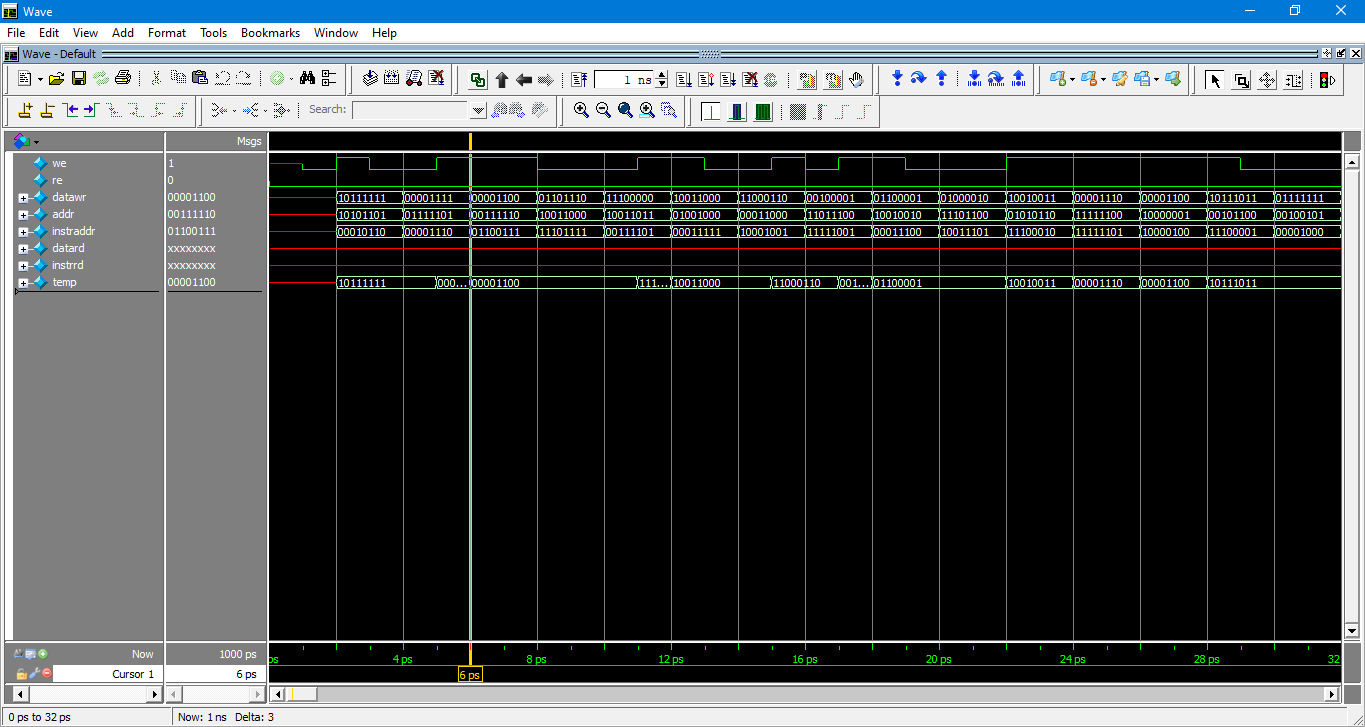 Wave
File Edit View Add Format Tools Bookmarks Window Help
Wave - Default
1 ns
Search:
Msgs
we 1
re 0
datawr 00001100 10111111 00001111 00001100 01101110 11100000 10011000 11000110 00100001 01100001 01000010 10010011 00001110 00001100 10111011 01111111
addr 00111110 10101101 01111101 00111110 10011000 10011011 01001000 00011000 11011100 10010010 11101100 01010110 11111100 10000001 00101100 00100101
instraddr 01100111 00010110 00001110 01100111 11101111 00111101 00011111 10001001 11111001 00011100 10011101 11100010 11111101 10000100 11100001 00001000
datard xxxxxxxx
instrrd xxxxxxxx
temp 00001100 10111111 000... 00001100 111... 10011000 11000110 001... 01100001 10010011 00001110 00001100 10111011
Now 1000 ps ps 4 ps 8 ps 12 ps 16 ps 20 ps 24 ps 28 ps 32
Cursor 1 6 ps 6 ps
0 ps to 32 ps Now: 1 ns Delta: 3